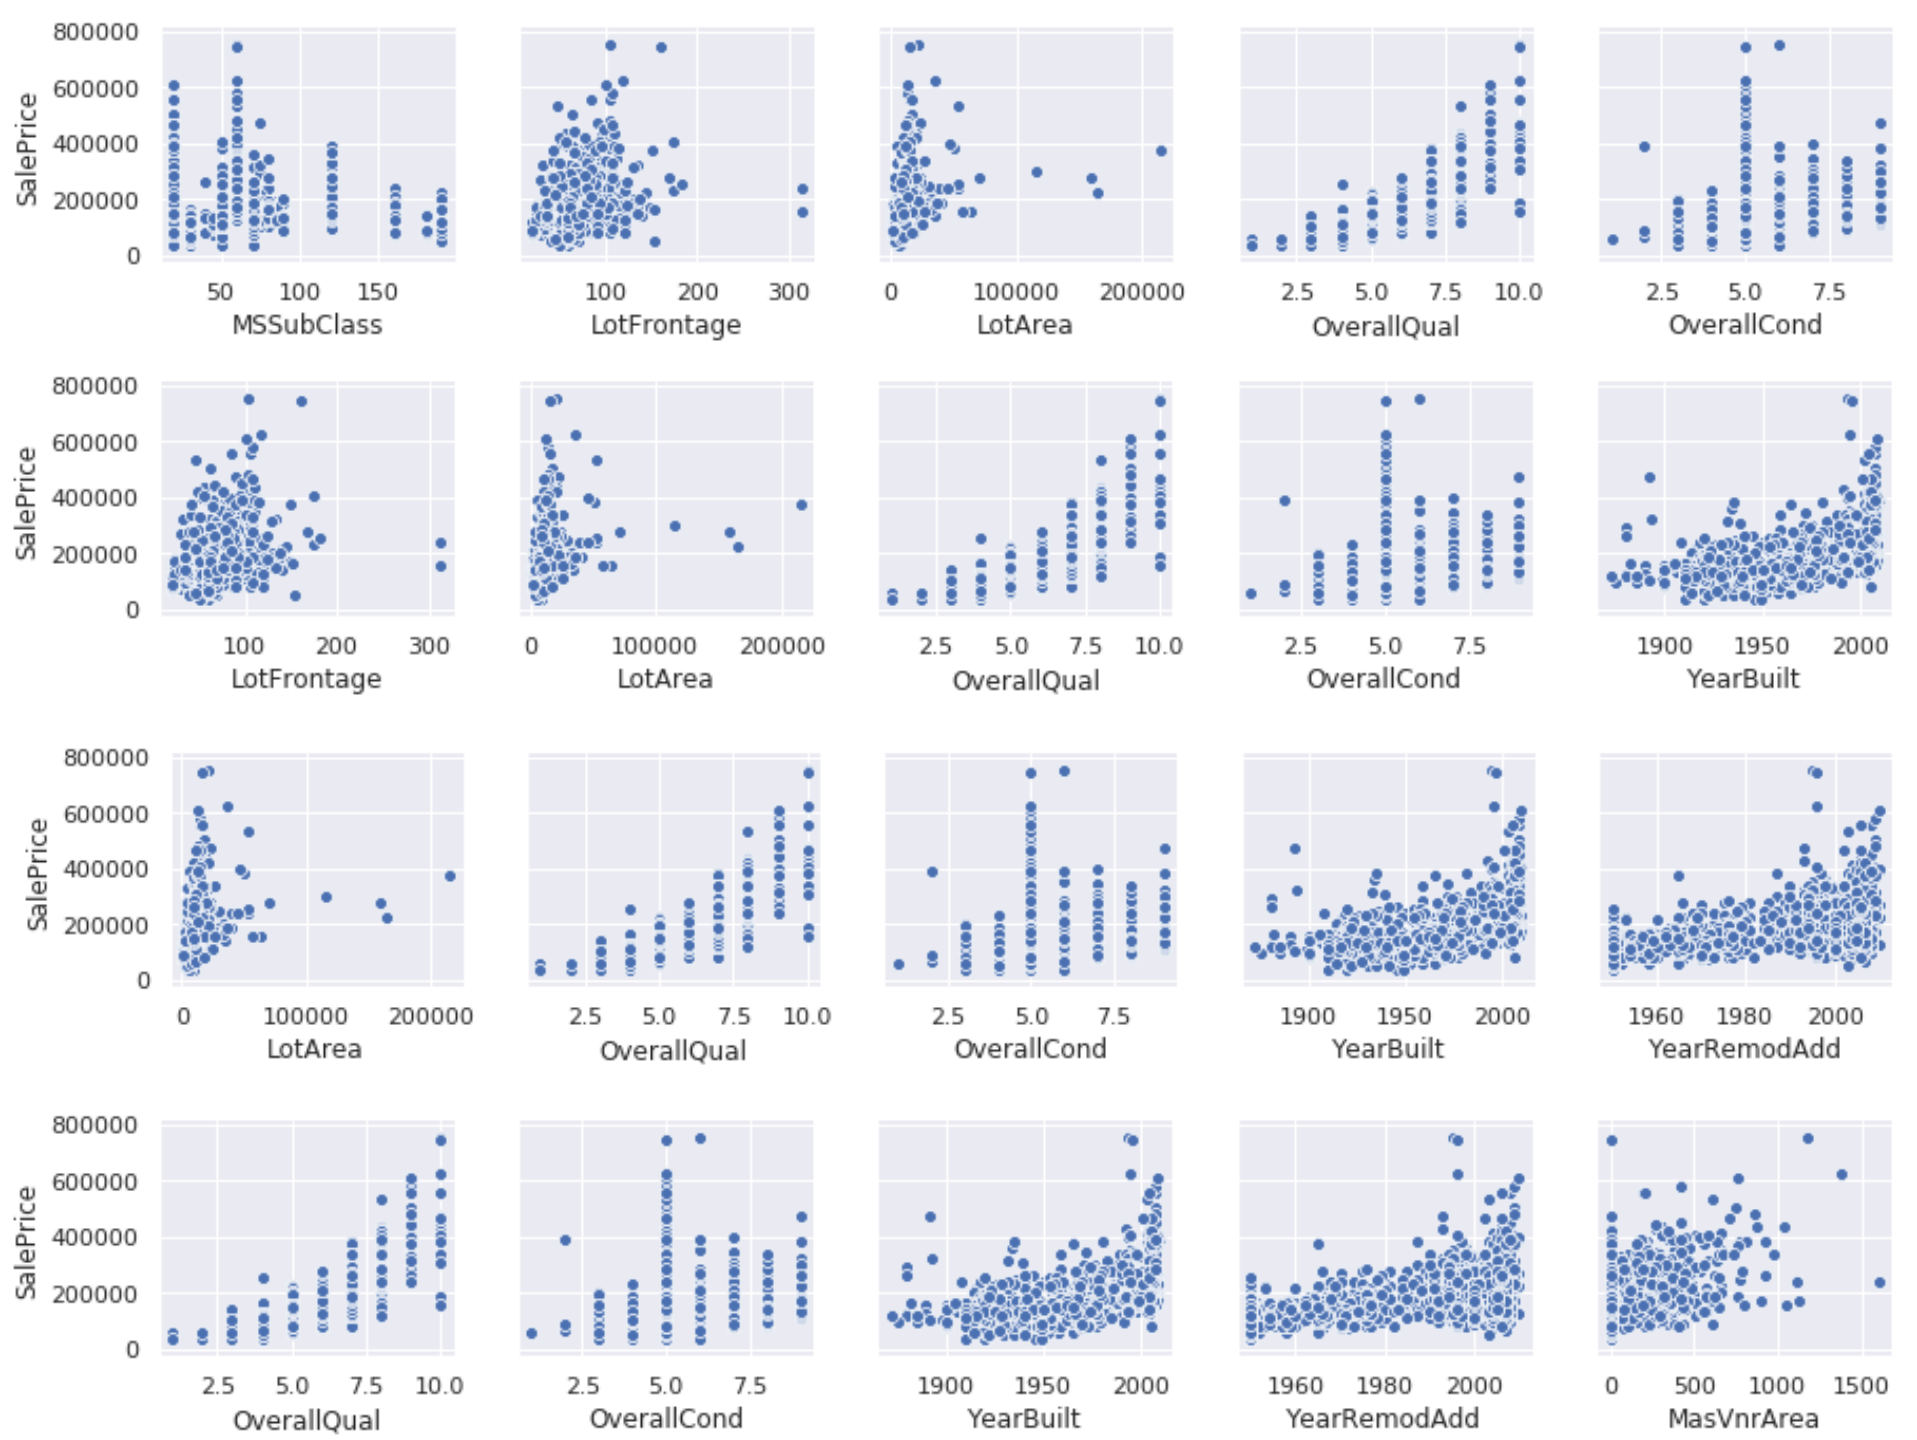 800000
600000
400000
200000
0
SalePrice
50 100 150
MSSubClass
100 200 300
LotFrontage
0 100000 200000
LotArea
2.5 5.0 7.5 10.0
OverallQual
2.5 5.0 7.5
OverallCond
800000
600000
400000
200000
0
SalePrice
100 200 300
LotFrontage
0 100000 200000
LotArea
2.5 5.0 7.5 10.0
OverallQual
2.5 5.0 7.5
OverallCond
1900 1950 2000
YearBuilt
800000
600000
400000
200000
0
SalePrice
0 100000 200000
LotArea
2.5 5.0 7.5 10.0
OverallQual
2.5 5.0 7.5
OverallCond
1900 1950 2000
YearBuilt
1960 1980 2000
YearRemodAdd
800000
600000
400000
200000
0
SalePrice
2.5 5.0 7.5 10.0
OverallQual
2.5 5.0 7.5
OverallCond
1900 1950 2000
YearBuilt
1960 1980 2000
YearRemodAdd
0 500 1000 1500
MasVnrArea